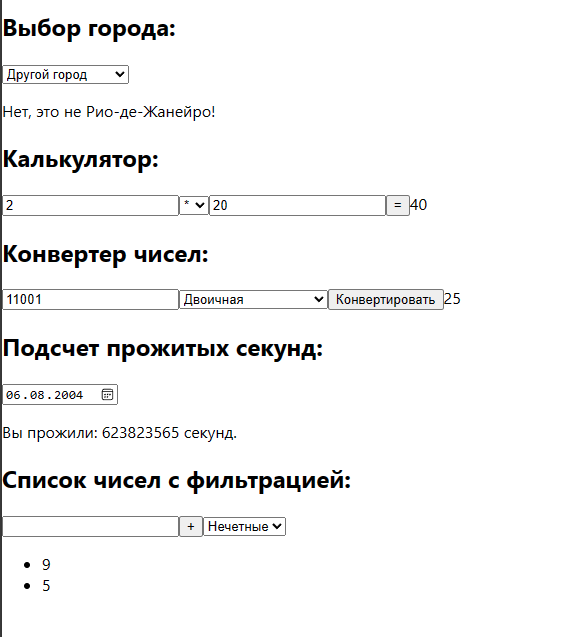 Выбор города:
Другой город
Нет, это не Рио-де-Жанейро!
Калькулятор:
2 * 20 = 40
Конвертер чисел:
11001 Двоичная Конвертировать 25
Подсчет прожитых секунд:
06.08.2004
Вы прожили: 623823565 секунд.
Список чисел с фильтрацией:
+ Нечетные
• 9
• 5